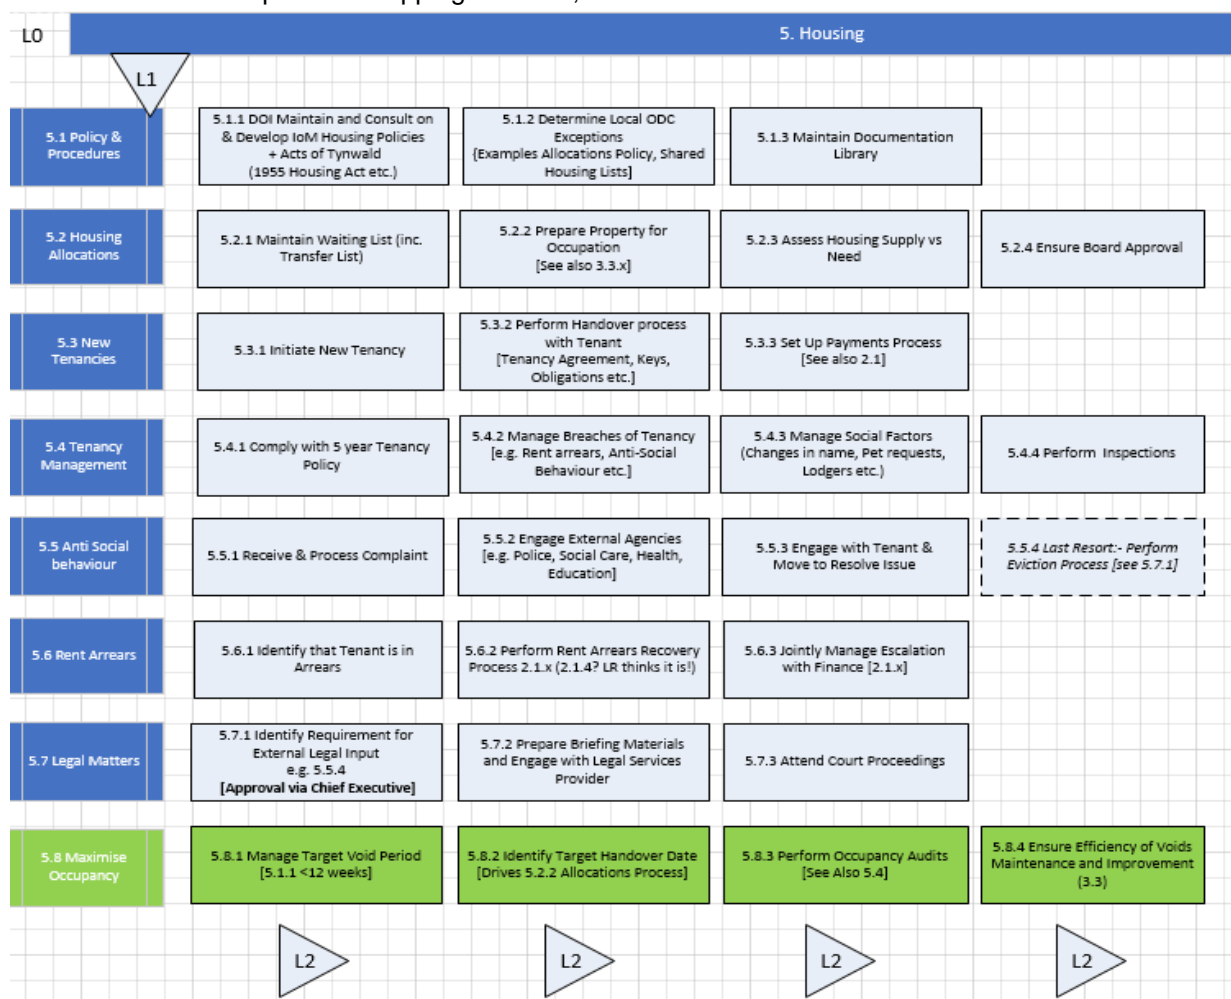 L0
5. Housing
L1
5.1 Policy &
Procedures
5.1.1 DOI Maintain and Consult on
& Develop IoM Housing Policies
+ Acts of Tynwald
(1955 Housing Act etc.)
5.1.2 Determine Local ODC
Exceptions
{Examples Allocations Policy, Shared
Housing Lists]
5.1.3 Maintain Documentation
Library
5.2 Housing
Allocations
5.2.1 Maintain Waiting List (inc.
Transfer List)
5.2.2 Prepare Property for
Occupation
[See also 3.3.x]
5.2.3 Assess Housing Supply vs
Need
5.2.4 Ensure Board Approval
5.3 New
Tenancies
5.3.1 Initiate New Tenancy
5.3.2 Perform Handover process
with Tenant
[Tenancy Agreement, Keys,
Obligations etc.]
5.3.3 Set Up Payments Process
[See also 2.1]
5.4 Tenancy
Management
5.4.1 Comply with 5 year Tenancy
Policy
5.4.2 Manage Breaches of Tenancy
[e.g. Rent arrears, Anti-Social
Behaviour etc.]
5.4.3 Manage Social Factors
(Changes in name, Pet requests,
Lodgers etc.)
5.4.4 Perform Inspections
5.5 Anti Social
behaviour
5.5.1 Receive & Process Complaint
5.5.2 Engage External Agencies
[e.g. Police, Social Care, Health,
Education]
5.5.3 Engage with Tenant &
Move to Resolve Issue
5.5.4 Last Resort:- Perform
Eviction Process [see 5.7.1]
5.6 Rent Arrears
5.6.1 Identify that Tenant is in
Arrears
5.6.2 Perform Rent Arrears Recovery
Process 2.1.x (2.1.4? LR thinks it is!)
5.6.3 Jointly Manage Escalation
with Finance [2.1.x]
5.7 Legal Matters
5.7.1 Identify Requirement for
External Legal Input
e.g. 5.5.4
[Approval via Chief Executive]
5.7.2 Prepare Briefing Materials
and Engage with Legal Services
Provider
5.7.3 Attend Court Proceedings
5.8 Maximise
Occupancy
5.8.1 Manage Target Void Period
[5.1.1 <12 weeks]
5.8.2 Identify Target Handover Date
[Drives 5.2.2 Allocations Process]
5.8.3 Perform Occupancy Audits
[See Also 5.4]
5.8.4 Ensure Efficiency of Voids
Maintenance and Improvement
(3.3)
L2
L2
L2
L2